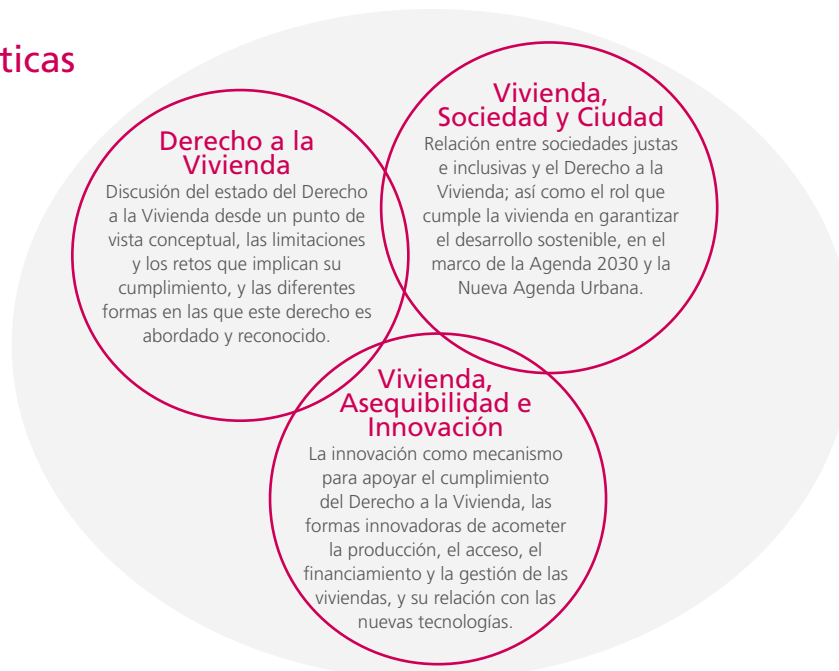 ticas
Derecho a la
Vivienda
Discusión del estado del Derecho
a la Vivienda desde un punto de
vista conceptual, las limitaciones
y los retos que implican su
cumplimiento, y las diferentes
formas en las que este derecho es
abordado y reconocido.
Vivienda,
Sociedad y Ciudad
Relación entre sociedades justas
e inclusivas y el Derecho a la
Vivienda; así como el rol que
cumple la vivienda en garantizar
el desarrollo sostenible, en el
marco de la Agenda 2030 y la
Nueva Agenda Urbana.
Vivienda,
Asequibilidad e
Innovación
La innovación como mecanismo
para apoyar el cumplimiento
del Derecho a la Vivienda, las
formas innovadoras de acometer
la producción, el acceso, el
financiamiento y la gestión de las
viviendas, y su relación con las
nuevas tecnologías.